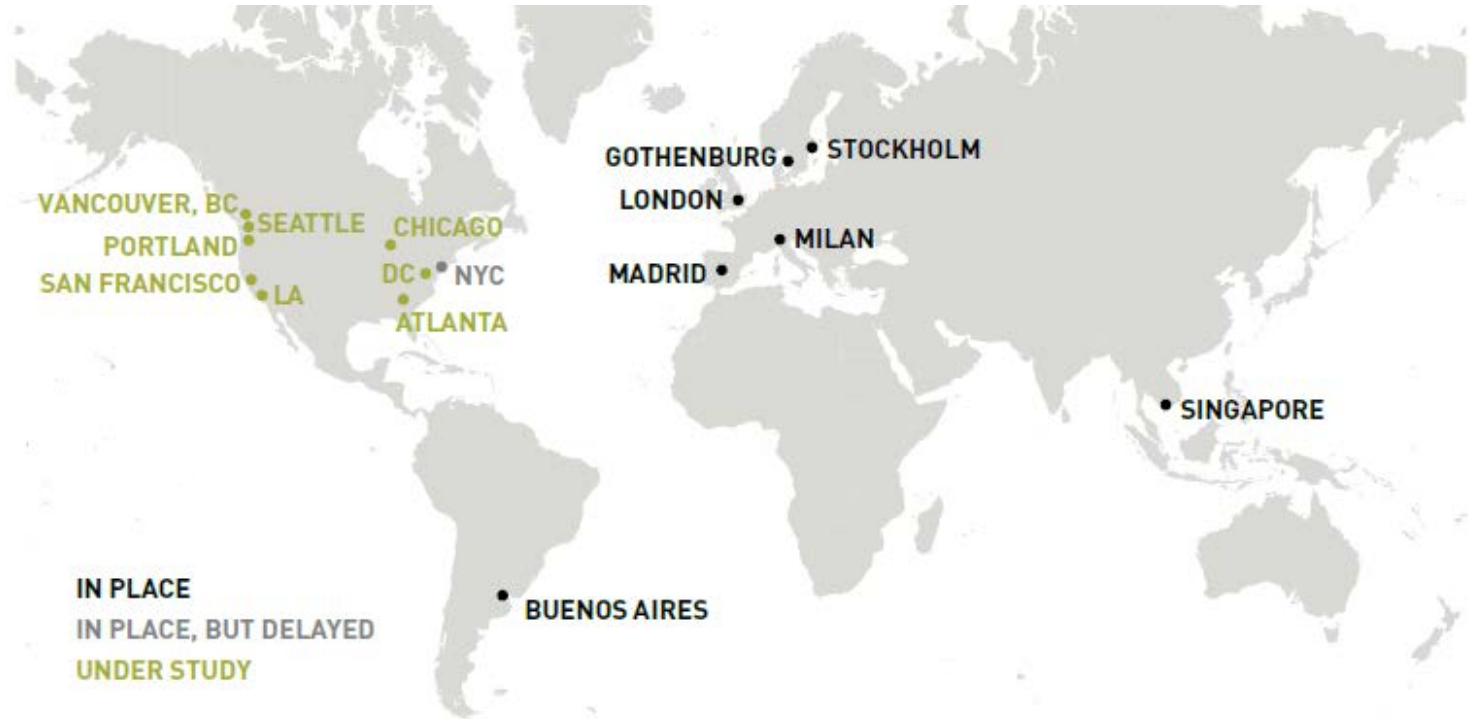 GOTHENBURG
STOCKHOLM
VANCOUVER, BC
LONDON
SEATTLE
CHICAGO
PORTLAND
MILAN
DC
NYC
MADRID
SAN FRANCISCO
LA
ATLANTA
SINGAPORE
BUENOS AIRES
IN PLACE
IN PLACE, BUT DELAYED
UNDER STUDY